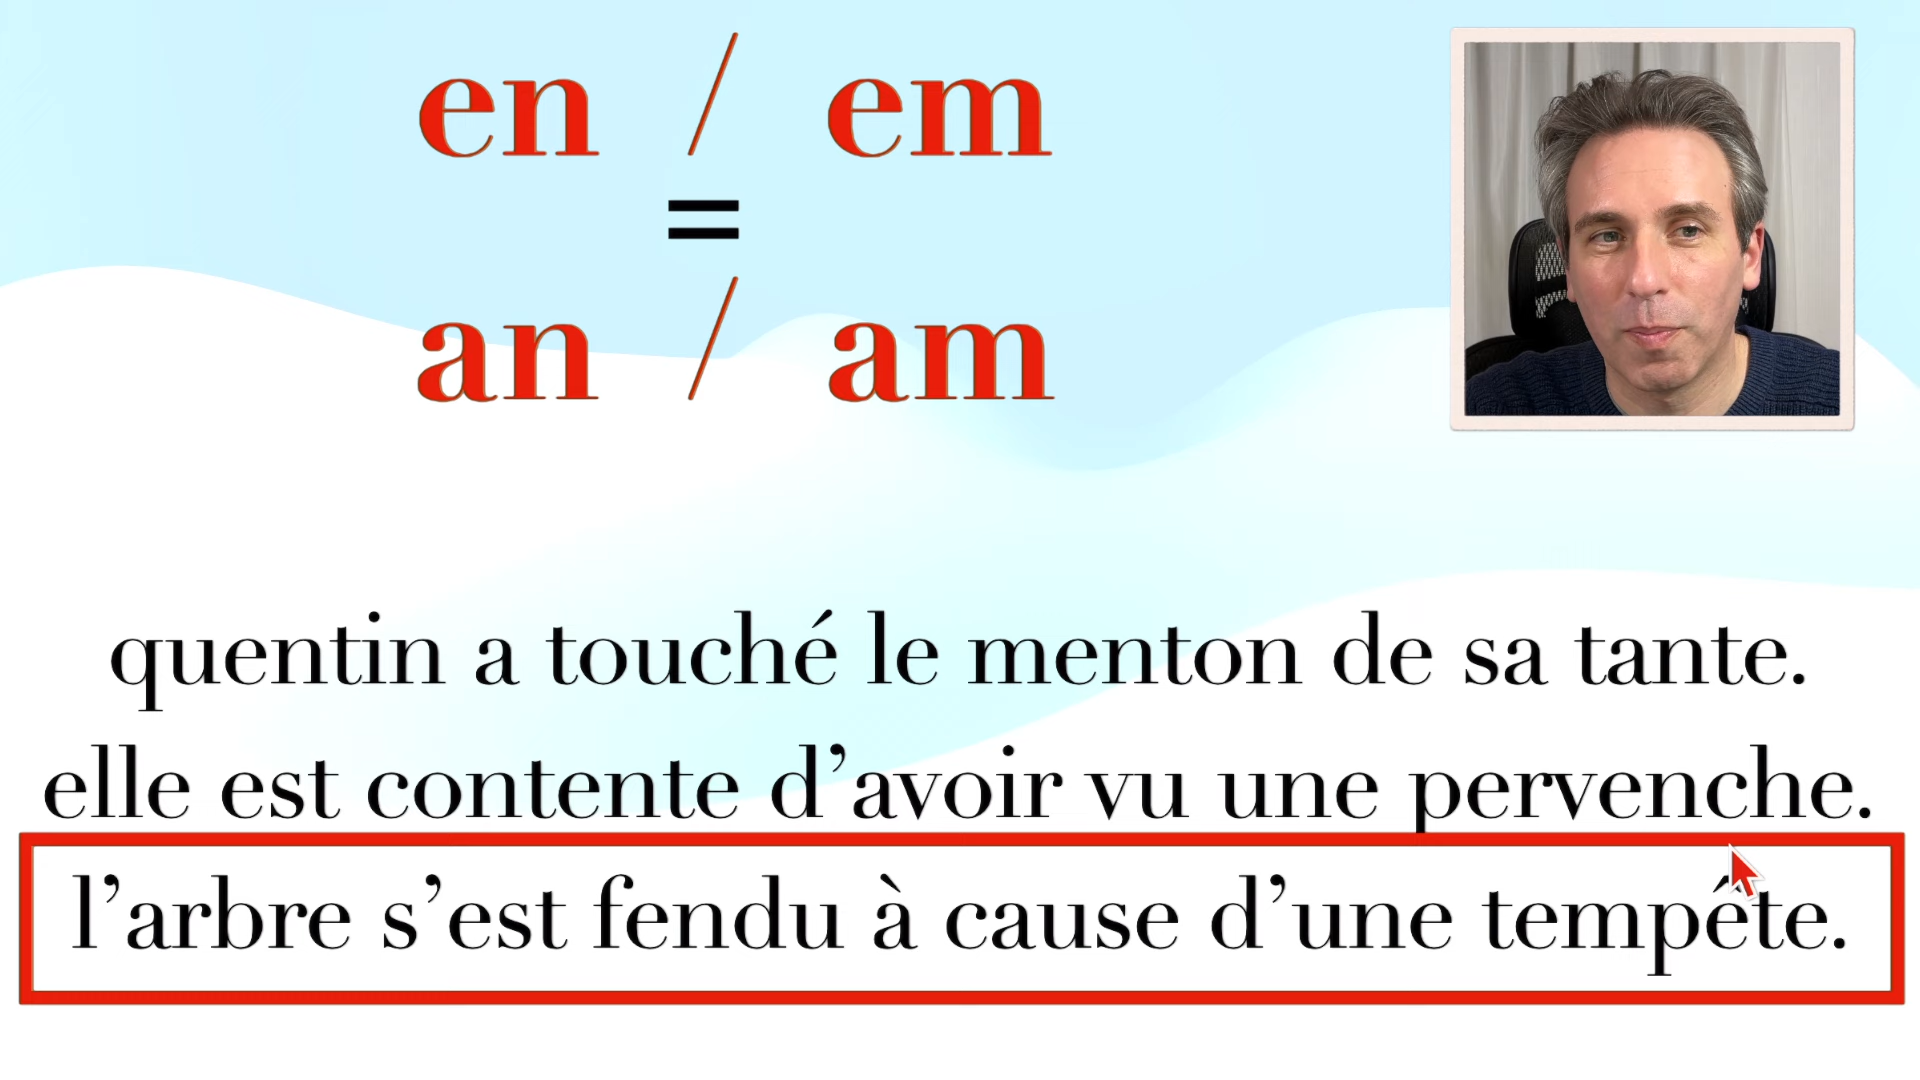 en / em
=
an / am
quentin a touché le menton de sa tante.
elle est contente d’avoir vu une pervenche.
l’arbre s’est fendu à cause d’une tempête.